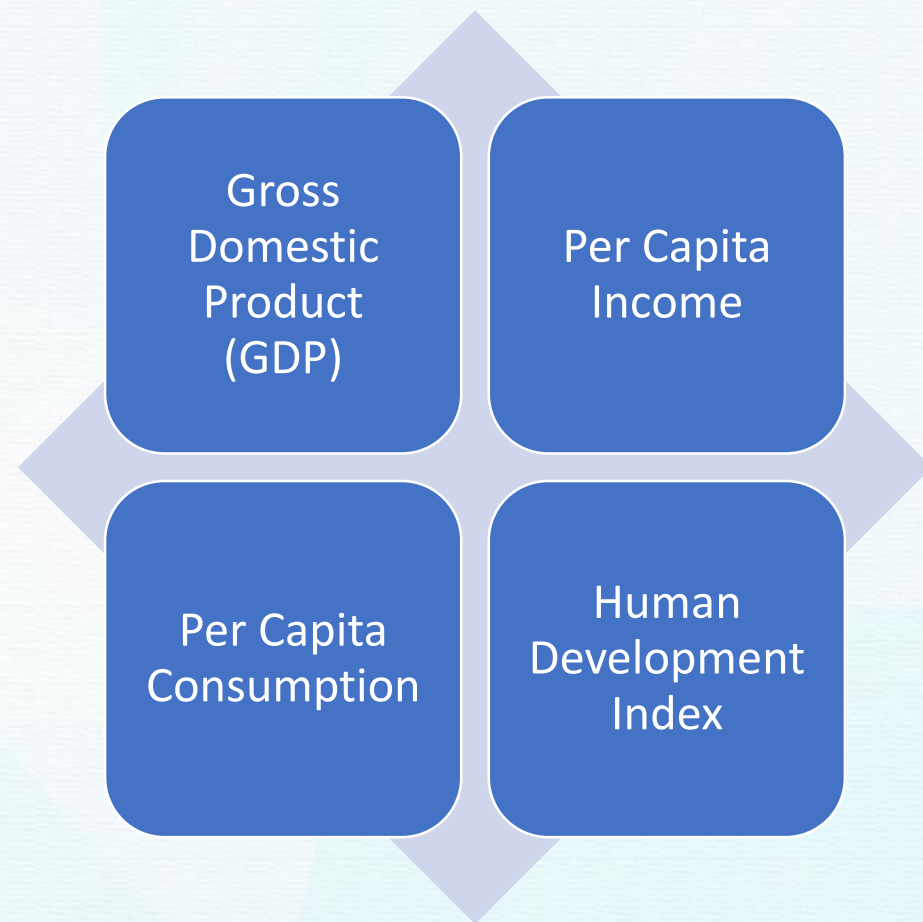 Gross
Domestic
Product
(GDP)
Per Capita
Income
Per Capita
Consumption
Human
Development
Index